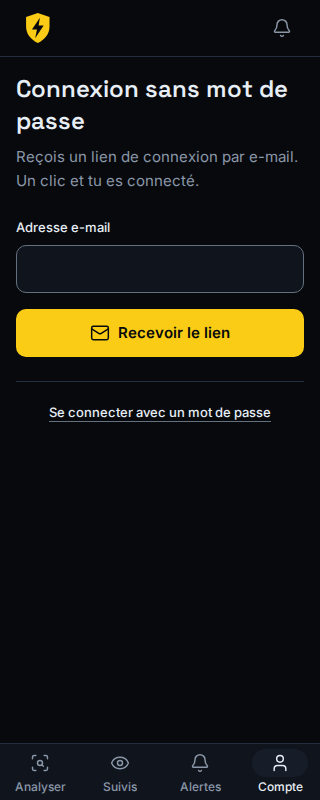 Connexion sans mot de
passe
Reçois un lien de connexion par e-mail.
Un clic et tu es connecté.
Adresse e-mail
Recevoir le lien
Se connecter avec un mot de passe
Analyser
Suivis
Alertes
Compte